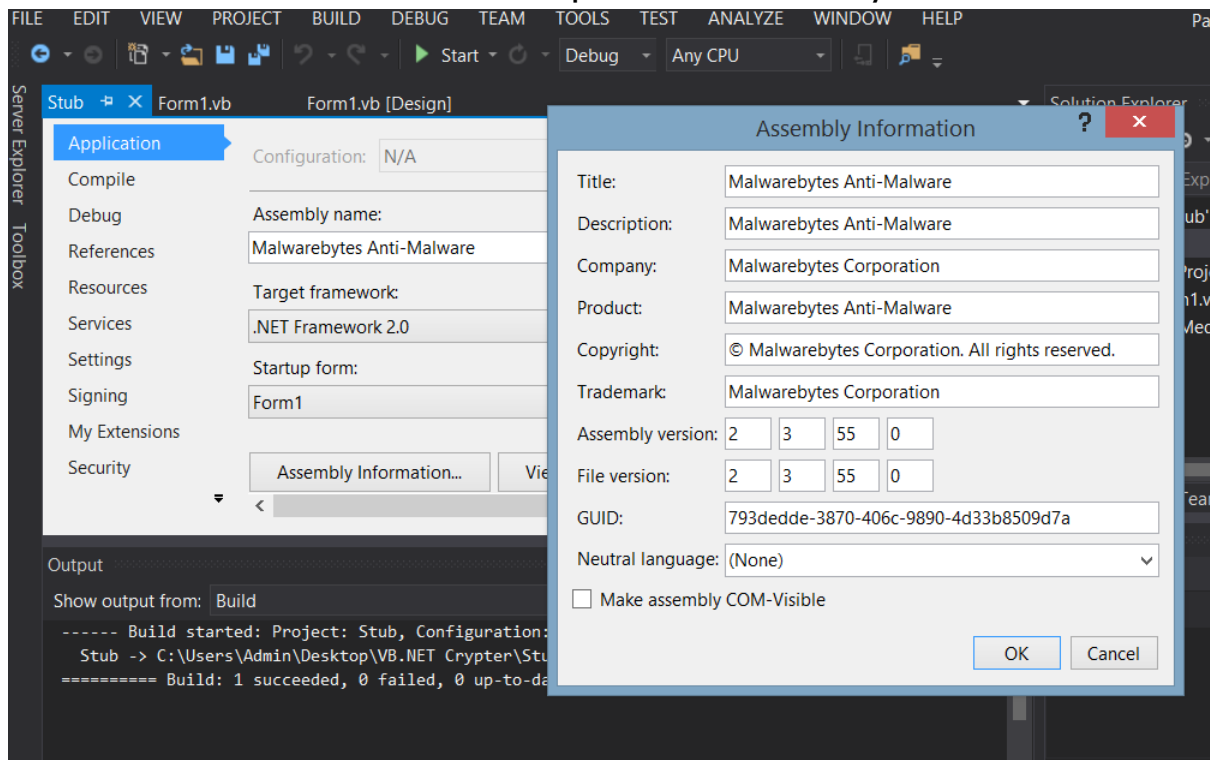 FILE EDIT VIEW PROJECT BUILD DEBUG TEAM TOOLS TEST ANALYZE WINDOW HELP Pa
Start Debug Any CPU
Server Explorer
Toolbox
Stub Form1.vb Form1.vb [Design]
Solution Explorer
Application
Compile
Debug
References
Resources
Services
Settings
Signing
My Extensions
Security
Configuration: N/A
Assembly name:
Malwarebytes Anti-Malware
Target framework:
.NET Framework 2.0
Startup form:
Form1
Assembly Information... Vie
Assembly Information ?
Title: Malwarebytes Anti-Malware
Description: Malwarebytes Anti-Malware
Company: Malwarebytes Corporation
Product: Malwarebytes Anti-Malware
Copyright: © Malwarebytes Corporation. All rights reserved.
Trademark: Malwarebytes Corporation
Assembly version: 2 3 55 0
File version: 2 3 55 0
GUID: 793dedde-3870-406c-9890-4d33b8509d7a
Neutral language: (None)
Make assembly COM-Visible
OK Cancel
Output
Show output from: Build
------ Build started: Project: Stub, Configuration:
Stub -> C:\Users\Admin\Desktop\VB.NET Crypter\Stu
========== Build: 1 succeeded, 0 failed, 0 up-to-da